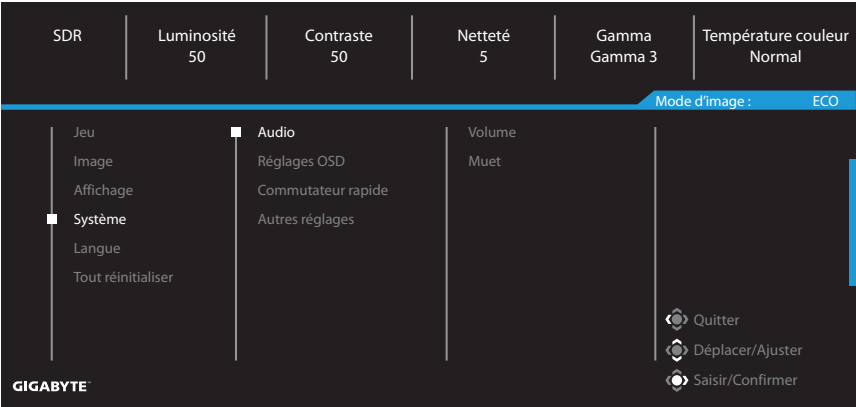 SDR
Luminosité
50
Contraste
50
Netteté
5
Gamma
Gamma 3
Température couleur
Normal
Mode d'image : ECO
Jeu
Image
Affichage
Système
Langue
Tout réinitialiser
Audio
Réglages OSD
Commutateur rapide
Autres réglages
Volume
Muet
Quitter
Déplacer/Ajuster
Saisir/Confirmer
GIGABYTE™